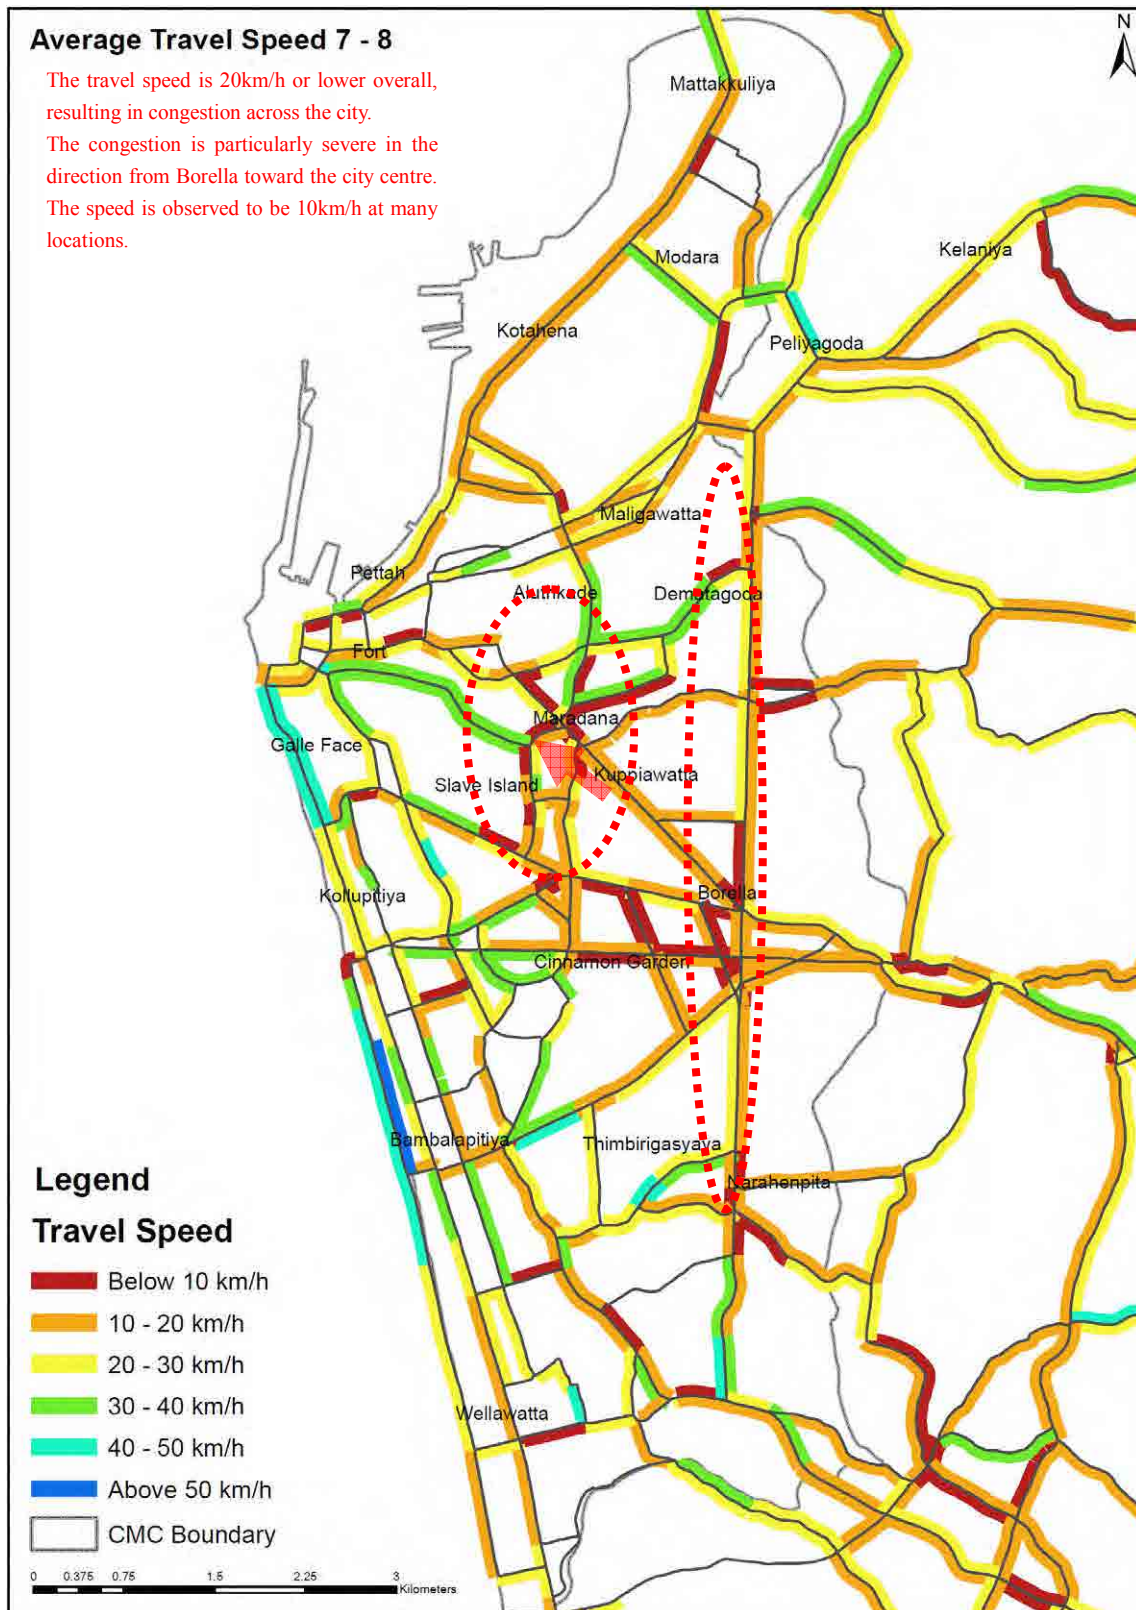 Average Travel Speed 7 - 8
The travel speed is 20km/h or lower overall,
resulting in congestion across the city.
The congestion is particularly severe in the
direction from Borella toward the city centre.
The speed is observed to be 10km/h at many
locations.
N
Mattakkuliya
Modara
Kelaniya
Kotahena
Peliyagoda
Maligawatta
Pettah
Aluthkade
Dematagoda
Fort
Maradana
Galle Face
Slave Island
Kuppiawatta
Kollupitiya
Borella
Cinnamon Garden
Bambalapitiya
Thimbirigasyaya
Narahenpita
Wellawatta
Legend
Travel Speed
Below 10 km/h
10 - 20 km/h
20 - 30 km/h
30 - 40 km/h
40 - 50 km/h
Above 50 km/h
CMC Boundary
0 0.375 0.75 1.5 2.25 3
Kilometers